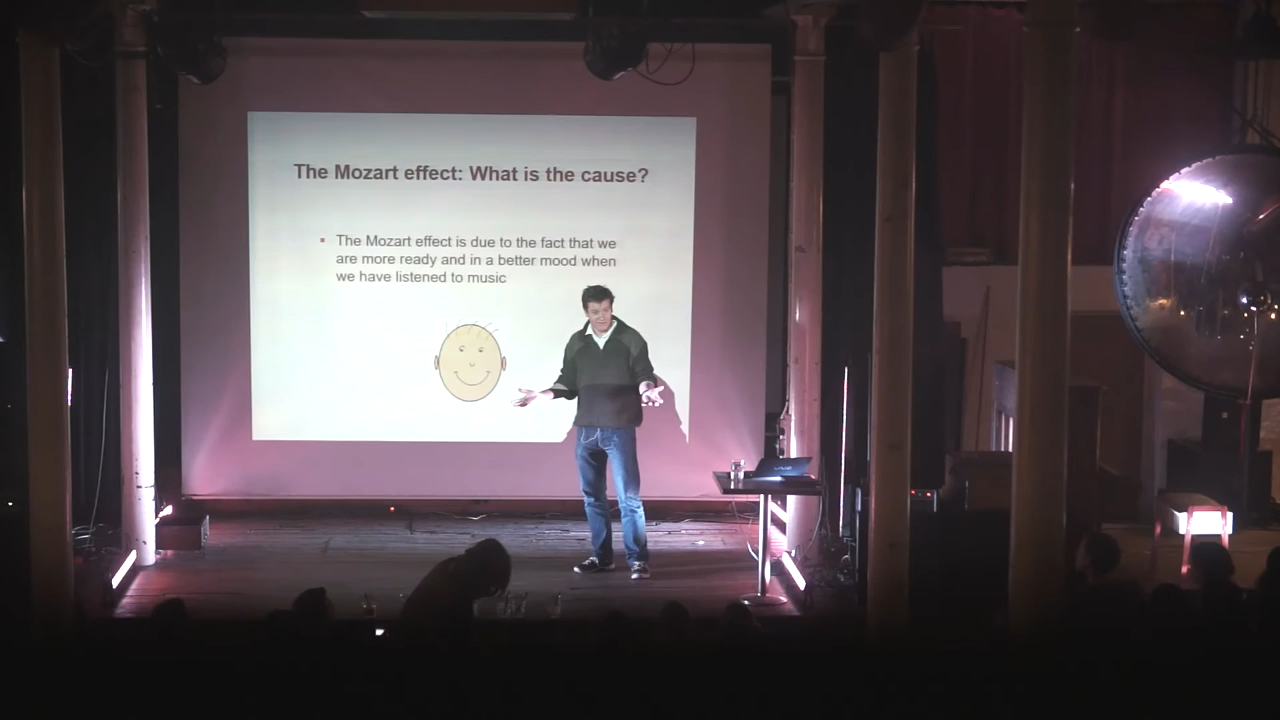 The Mozart effect: What is the cause?
The Mozart effect is due to the fact that we
are more ready and in a better mood when
we have listened to music
VAIO